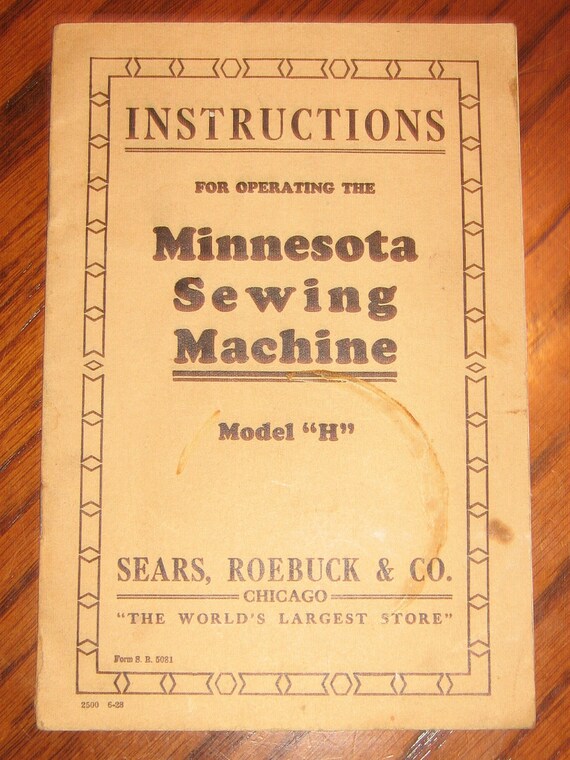 INSTRUCTIONS
FOR OPERATING THE
Minnesota
Sewing
Machine
Model "H"
SEARS, ROEBUCK & CO.
CHICAGO
"THE WORLD'S LARGEST STORE"
Form S. R. 5081
2500 6-28